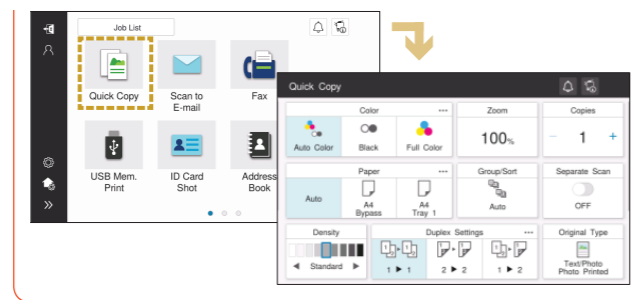 Job List
Quick Copy
Scan to
E-mail
Fax
USB Mem.
Print
ID Card
Shot
Address
Book
Quick Copy
Color
Zoom
Copies
Auto Color
Black
Full Color
100%
− 1 +
Paper
Group/Sort
Separate Scan
Auto
A4
Bypass
A4
Tray 1
Auto
OFF
Density
Duplex Settings
Original Type
◀ Standard ▶
1 ▶ 1
2 ▶ 2
1 ▶ 2
Text/Photo
Photo Printed